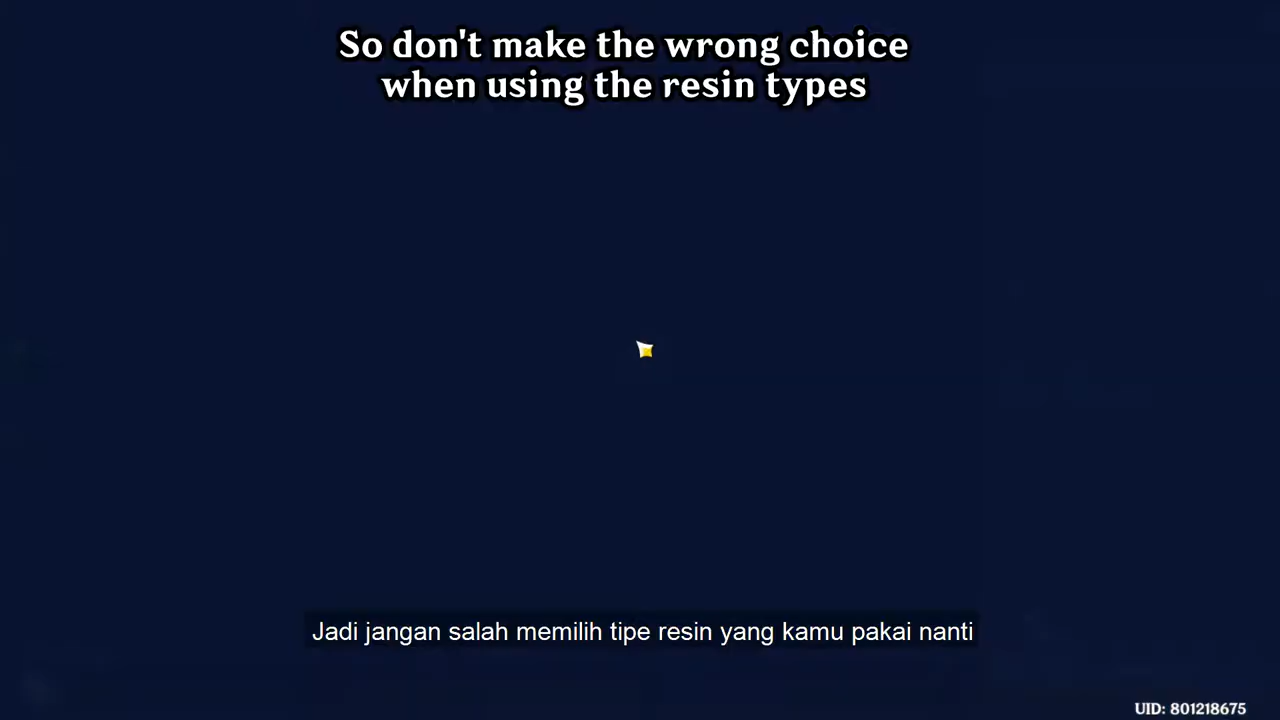 So don't make the wrong choice
when using the resin types
Jadi jangan salah memilih tipe resin yang kamu pakai nanti
UID: 801218675